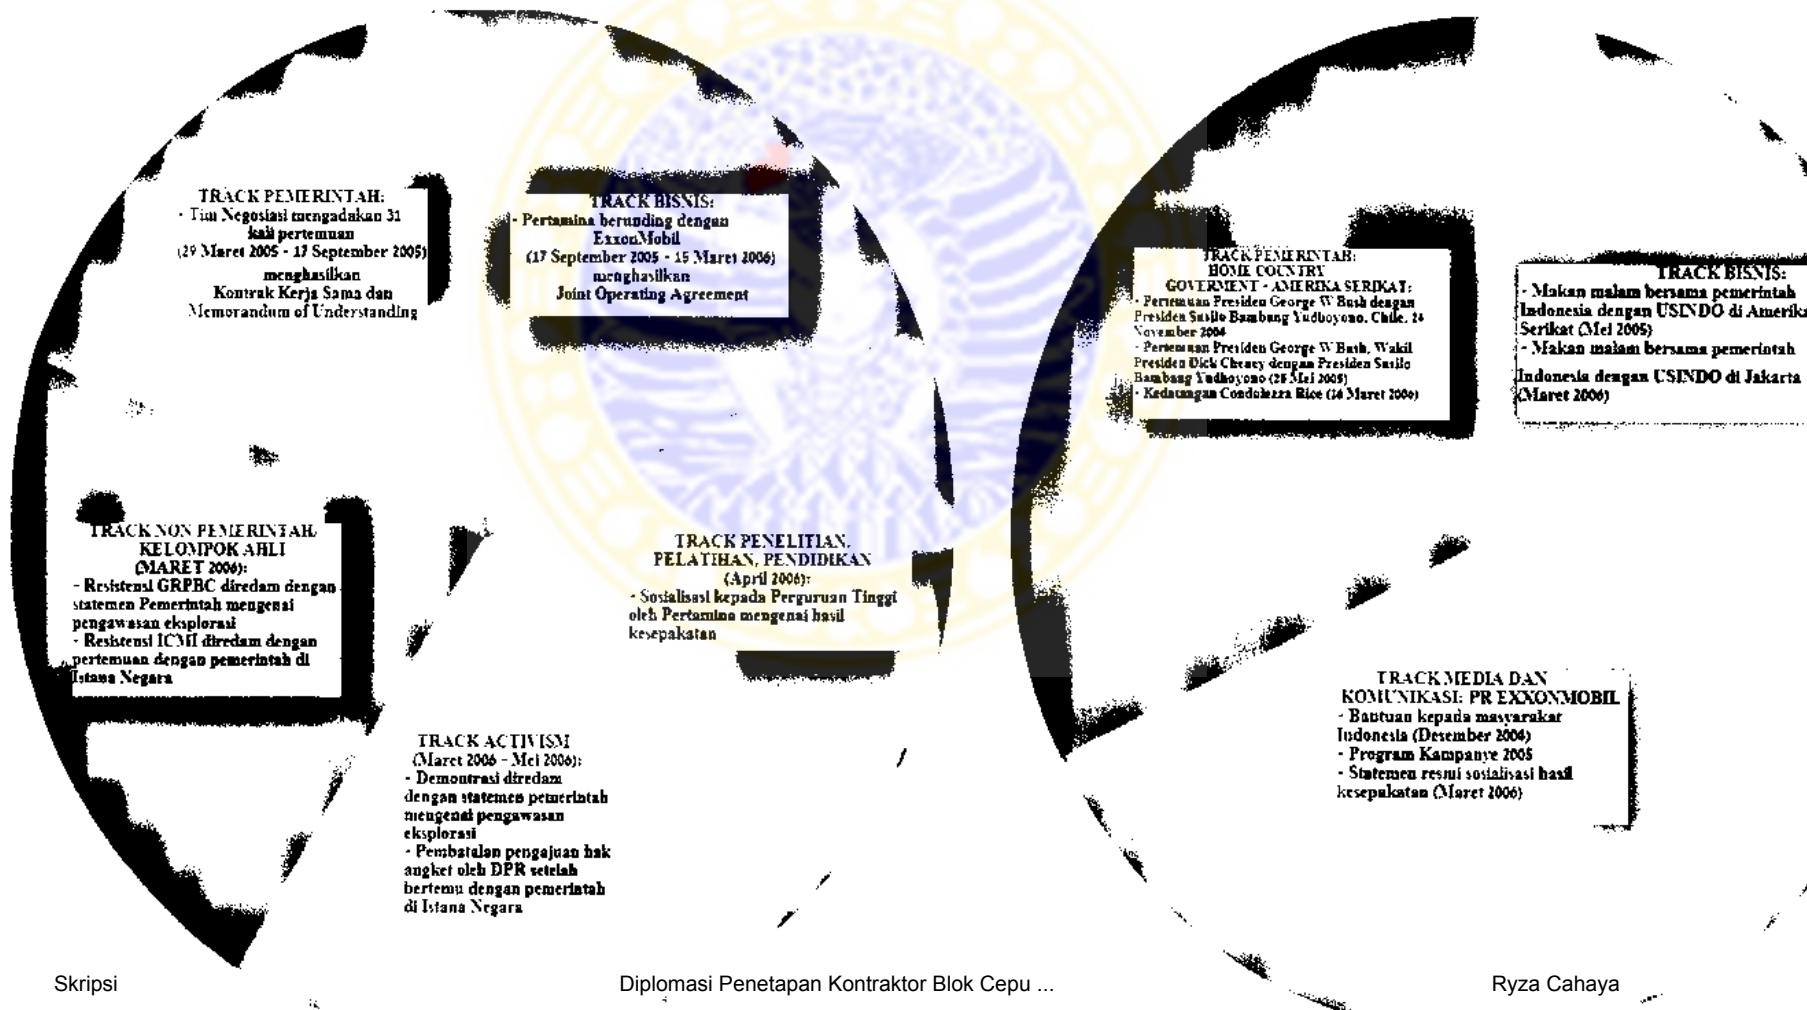 TRACK PEMERINTAH:
- Tim Negosiasi mengadakan 31
kali pertemuan
(29 Maret 2005 - 17 September 2005)
menghasilkan
Kontrak Kerja Sama dan
Memorandum of Understanding
TRACK BISNIS:
- Pertamina berunding dengan
ExxonMobil
(17 September 2005 - 15 Maret 2006)
menghasilkan
Joint Operating Agreement
TRACK NON PEMERINTAH/
KELOMPOK AHLI
(MARET 2006):
- Resistensi GRPBC diredam dengan
statemen Pemerintah mengenai
pengawasan eksplorasi
- Resistensi ICMI diredam dengan
pertemuan dengan pemerintah di
Istana Negara
TRACK PENELITIAN,
PELATIHAN, PENDIDIKAN
(April 2006):
- Sosialisasi kepada Perguruan Tinggi
oleh Pertamina mengenai hasil
kesepakatan
TRACK ACTIVISM
(Maret 2006 - Mei 2006):
- Demontrasi diredam
dengan statemen pemerintah
mengenai pengawasan
eksplorasi
- Pembatalan pengajuan hak
angket oleh DPR setelah
bertemu dengan pemerintah
di Istana Negara
TRACK PEMERINTAH:
HOME COUNTRY
GOVERMENT - AMERIKA SERIKAT:
- Pertemuan Presiden George W Bush dengan
Presiden Susilo Bambang Yudhoyono, Chile,
November 2004
- Pertemuan Presiden George W Bush, Wakil
Presiden Dick Cheney dengan Presiden Susilo
Bambang Yudhoyono (25 Mei 2005)
- Kedatangan Condolezza Rice (14 Maret 2006)
TRACK BISNIS:
- Makan malam bersama pemerintah
Indonesia dengan USINDO di Amerika
Serikat (Mei 2005)
- Makan malam bersama pemerintah
Indonesia dengan USINDO di Jakarta
(Maret 2006)
TRACK MEDIA DAN
KOMUNIKASI: PR EXXONMOBIL
- Bantuan kepada masyarakat
Indonesia (Desember 2004)
- Program Kampanye 2005
- Statemen resmi sosialisasi hasil
kesepakatan (Maret 2006)
Skripsi
Diplomasi Penetapan Kontraktor Blok Cepu ...
Ryza Cahaya